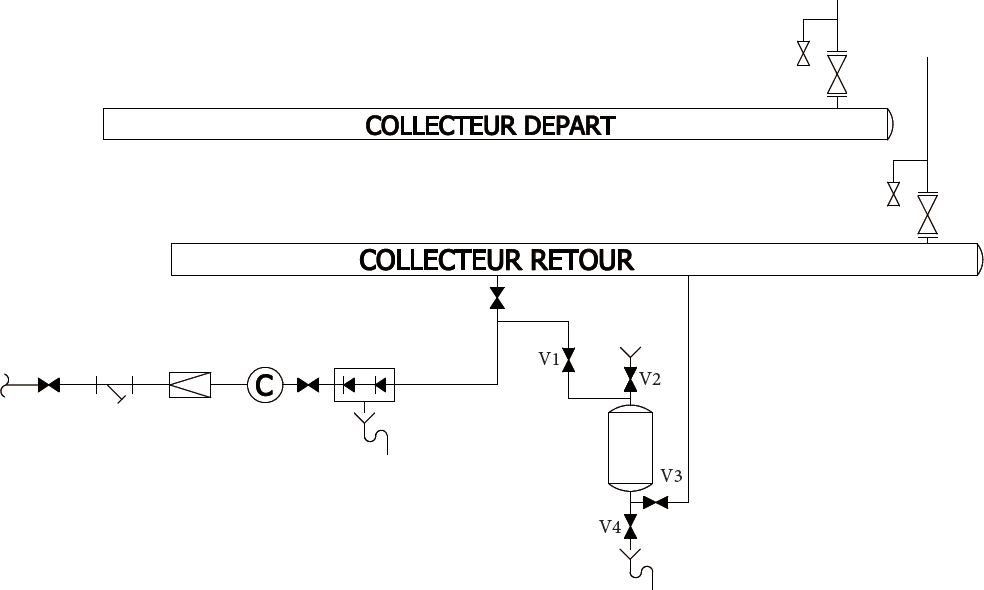 COLLECTEUR DEPART
COLLECTEUR RETOUR
V1
V2
C
V3
V4